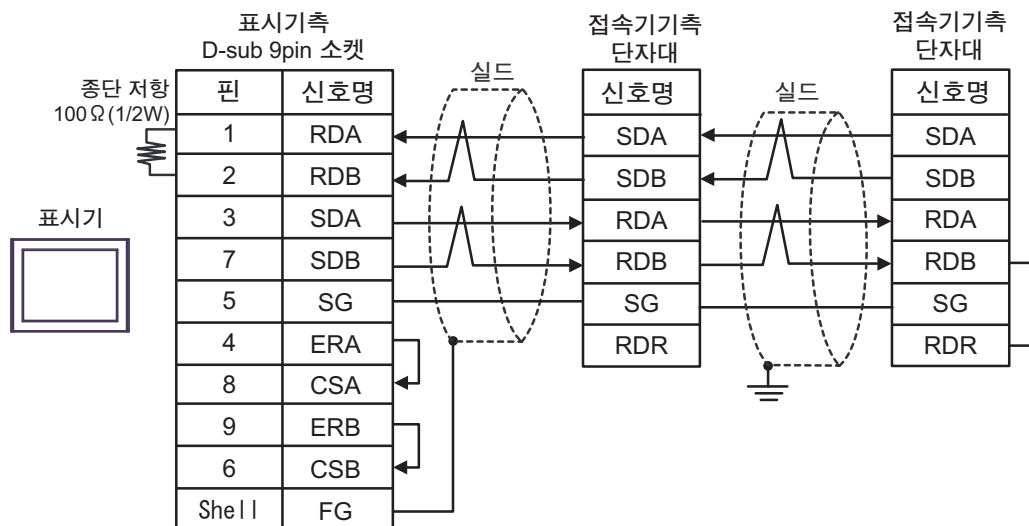 표시기측
D-sub 9pin 소켓
종단 저항
100Ω(1/2W)
표시기
핀 신호명
1 RDA
2 RDB
3 SDA
7 SDB
5 SG
4 ERA
8 CSA
9 ERB
6 CSB
Shell FG
실드
접속기기측
단자대
신호명
SDA
SDB
RDA
RDB
SG
RDR
실드
접속기기측
단자대
신호명
SDA
SDB
RDA
RDB
SG
RDR